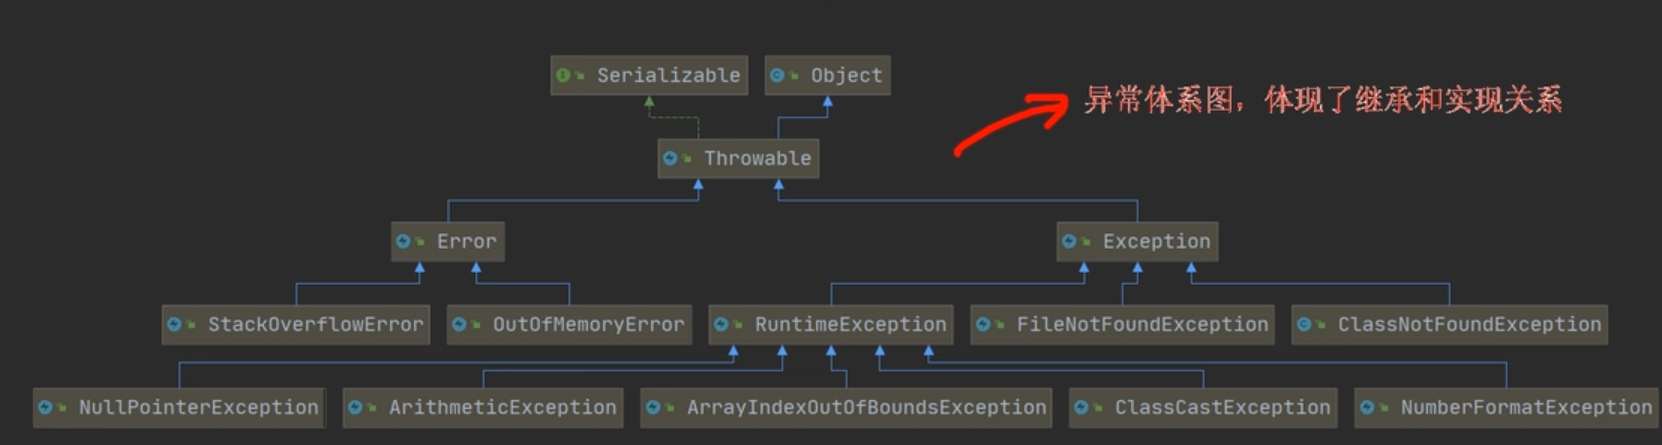 Serializable
Object
异常体系图，体现了继承和实现关系
Throwable
Error
Exception
StackOverflowError
OutOfMemoryError
RuntimeException
FileNotFoundException
ClassNotFoundException
NullPointerException
ArithmeticException
ArrayIndexOutOfBoundsException
ClassCastException
NumberFormatException